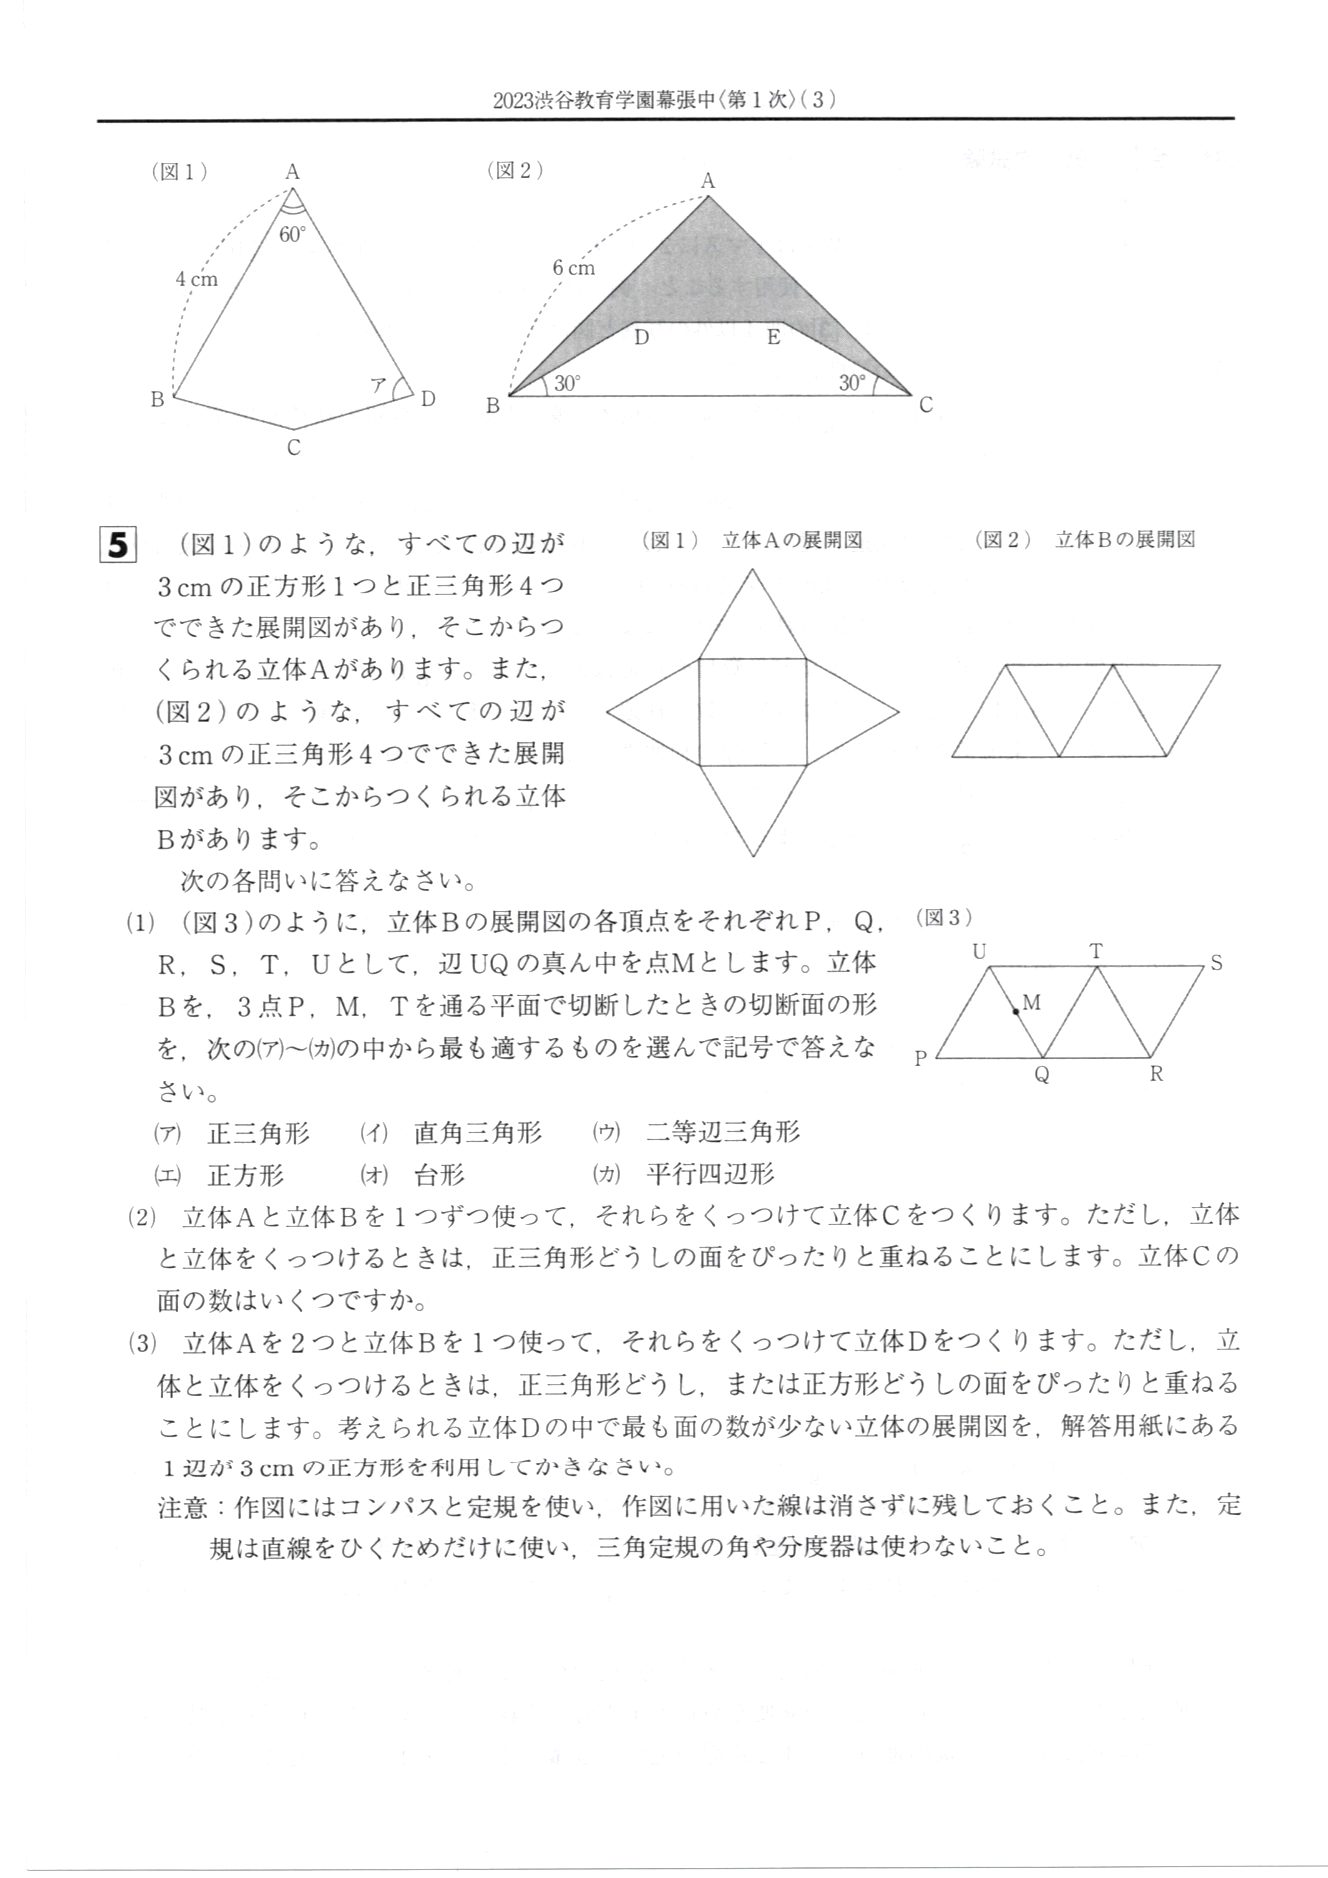 2023渋谷教育学園幕張中〈第１次〉(３)
(図１)
A
60°
4 cm
ア
B
D
C
(図２)
A
6 cm
D
E
30°
30°
B
C
5 (図１)のような，すべての辺が
３cmの正方形１つと正三角形４つ
でできた展開図があり，そこからつ
くられる立体Ａがあります。また，
(図２)のような，すべての辺が
３cmの正三角形４つでできた展開
図があり，そこからつくられる立体
Ｂがあります。
次の各問いに答えなさい。
(図１)　立体Ａの展開図
(図２)　立体Ｂの展開図
(1)　(図３)のように，立体Ｂの展開図の各頂点をそれぞれＰ，Ｑ，
Ｒ，Ｓ，Ｔ，Ｕとして，辺ＵＱの真ん中を点Ｍとします。立体
Ｂを，３点Ｐ，Ｍ，Ｔを通る平面で切断したときの切断面の形
を，次の(ア)～(カ)の中から最も適するものを選んで記号で答えな
さい。
(図３)
U
T
S
M
P
Q
R
(ア)　正三角形　(イ)　直角三角形　(ウ)　二等辺三角形
(エ)　正方形　(オ)　台形　(カ)　平行四辺形
(2)　立体Ａと立体Ｂを１つずつ使って，それらをくっつけて立体Ｃをつくります。ただし，立体
と立体をくっつけるときは，正三角形どうしの面をぴったりと重ねることにします。立体Ｃの
面の数はいくつですか。
(3)　立体Ａを２つと立体Ｂを１つ使って，それらをくっつけて立体Ｄをつくります。ただし，立
体と立体をくっつけるときは，正三角形どうし，または正方形どうしの面をぴったりと重ねる
ことにします。考えられる立体Ｄの中で最も面の数が少ない立体の展開図を，解答用紙にある
１辺が３cmの正方形を利用してかきなさい。
注意：作図にはコンパスと定規を使い，作図に用いた線は消さずに残しておくこと。また，定
規は直線をひくためだけに使い，三角定規の角や分度器は使わないこと。